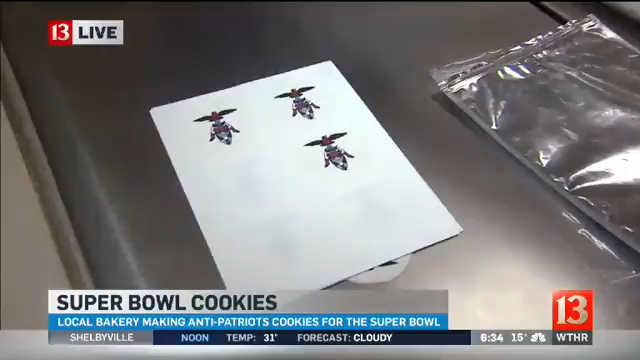 13 LIVE
SUPER BOWL COOKIES
LOCAL BAKERY MAKING ANTI-PATRIOTS COOKIES FOR THE SUPER BOWL
13
SHELBYVILLE NOON TEMP: 31° FORECAST: CLOUDY 6:34 15° WTHR